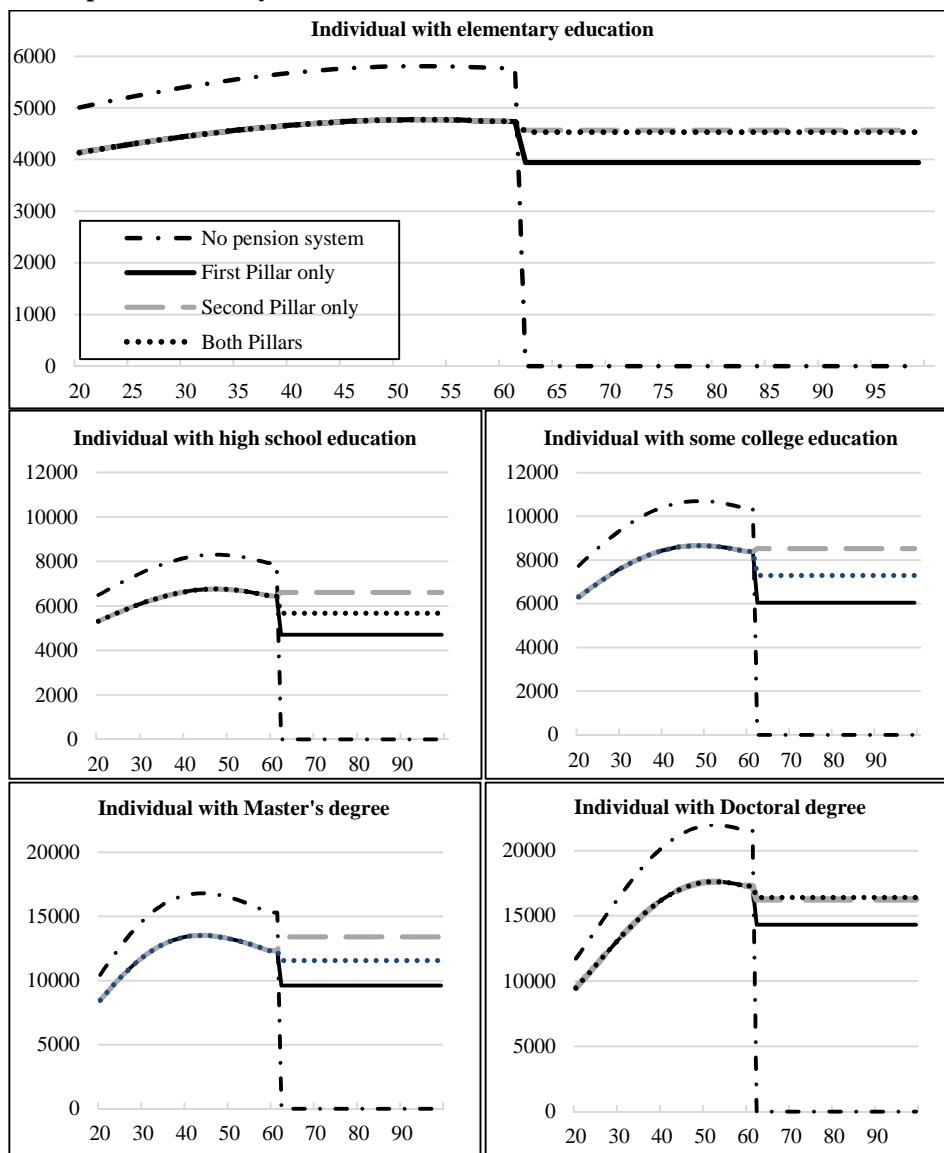 Individual with elementary education
6000
5000
4000
3000
2000
1000
0
No pension system
First Pillar only
Second Pillar only
Both Pillars
20 25 30 35 40 45 50 55 60 65 70 75 80 85 90 95
Individual with high school education
12000
10000
8000
6000
4000
2000
0
20 30 40 50 60 70 80 90
Individual with some college education
12000
10000
8000
6000
4000
2000
0
20 30 40 50 60 70 80 90
Individual with Master's degree
20000
15000
10000
5000
0
20 30 40 50 60 70 80 90
Individual with Doctoral degree
20000
15000
10000
5000
0
20 30 40 50 60 70 80 90